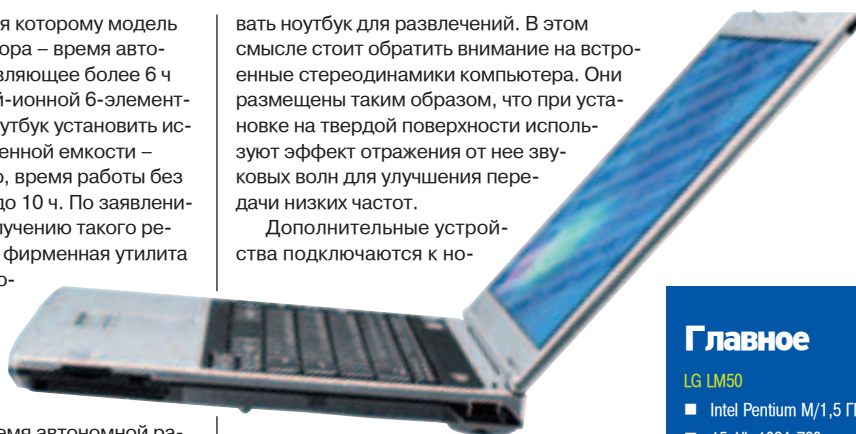 я которому модель
ора – время авто-
вляющее более 6 ч
й-ионной 6-элемент-
утбук установить ис-
енной емкости –
о, время работы без
до 10 ч. По заявлени-
лучению такого ре-
фирменная утилита
о-
емя автономной ра-
вать ноутбук для развлечений. В этом
смысле стоит обратить внимание на встро-
енные стереодинамики компьютера. Они
размещены таким образом, что при уста-
новке на твердой поверхности исполь-
зуют эффект отражения от нее зву-
ковых волн для улучшения пере-
дачи низких частот.
Дополнительные устрой-
ства подключаются к но-
Главное
LG LM50
■ Intel Pentium M/1,5 ГГ